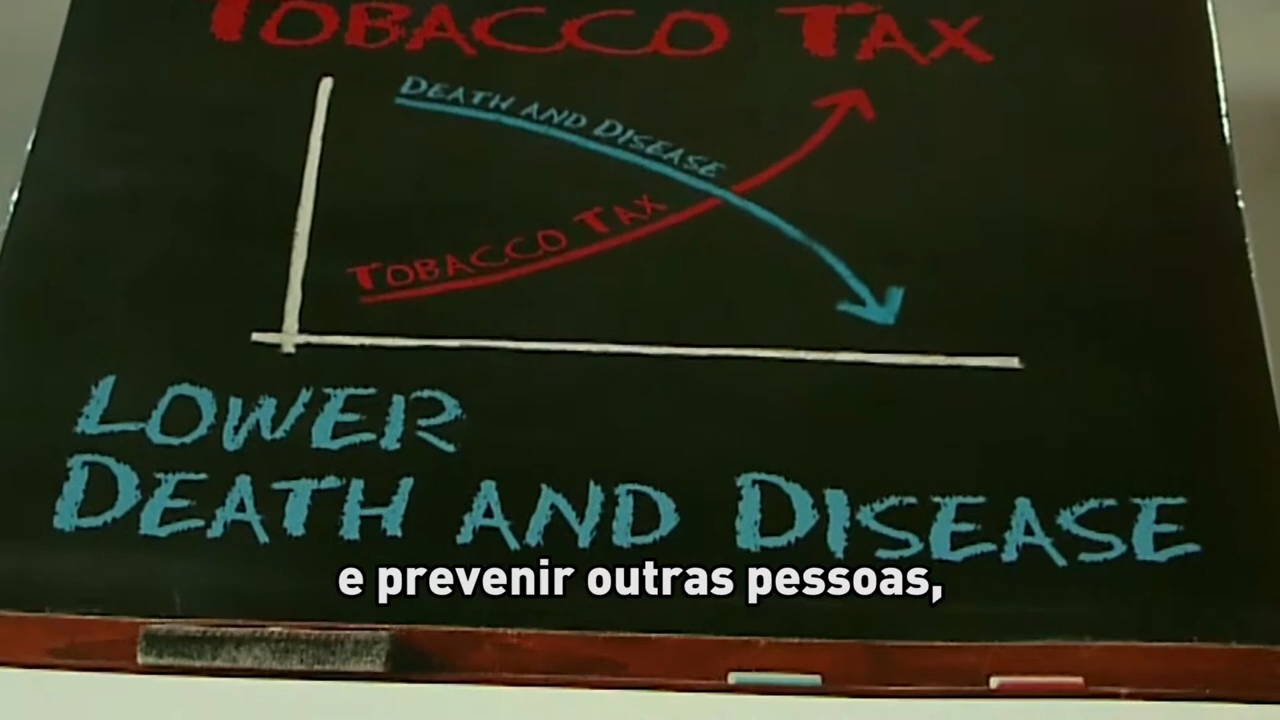 TOBACCO TAX
DEATH AND DISEASE
TOBACCO TAX
LOWER
DEATH AND DISEASE
e prevenir outras pessoas,